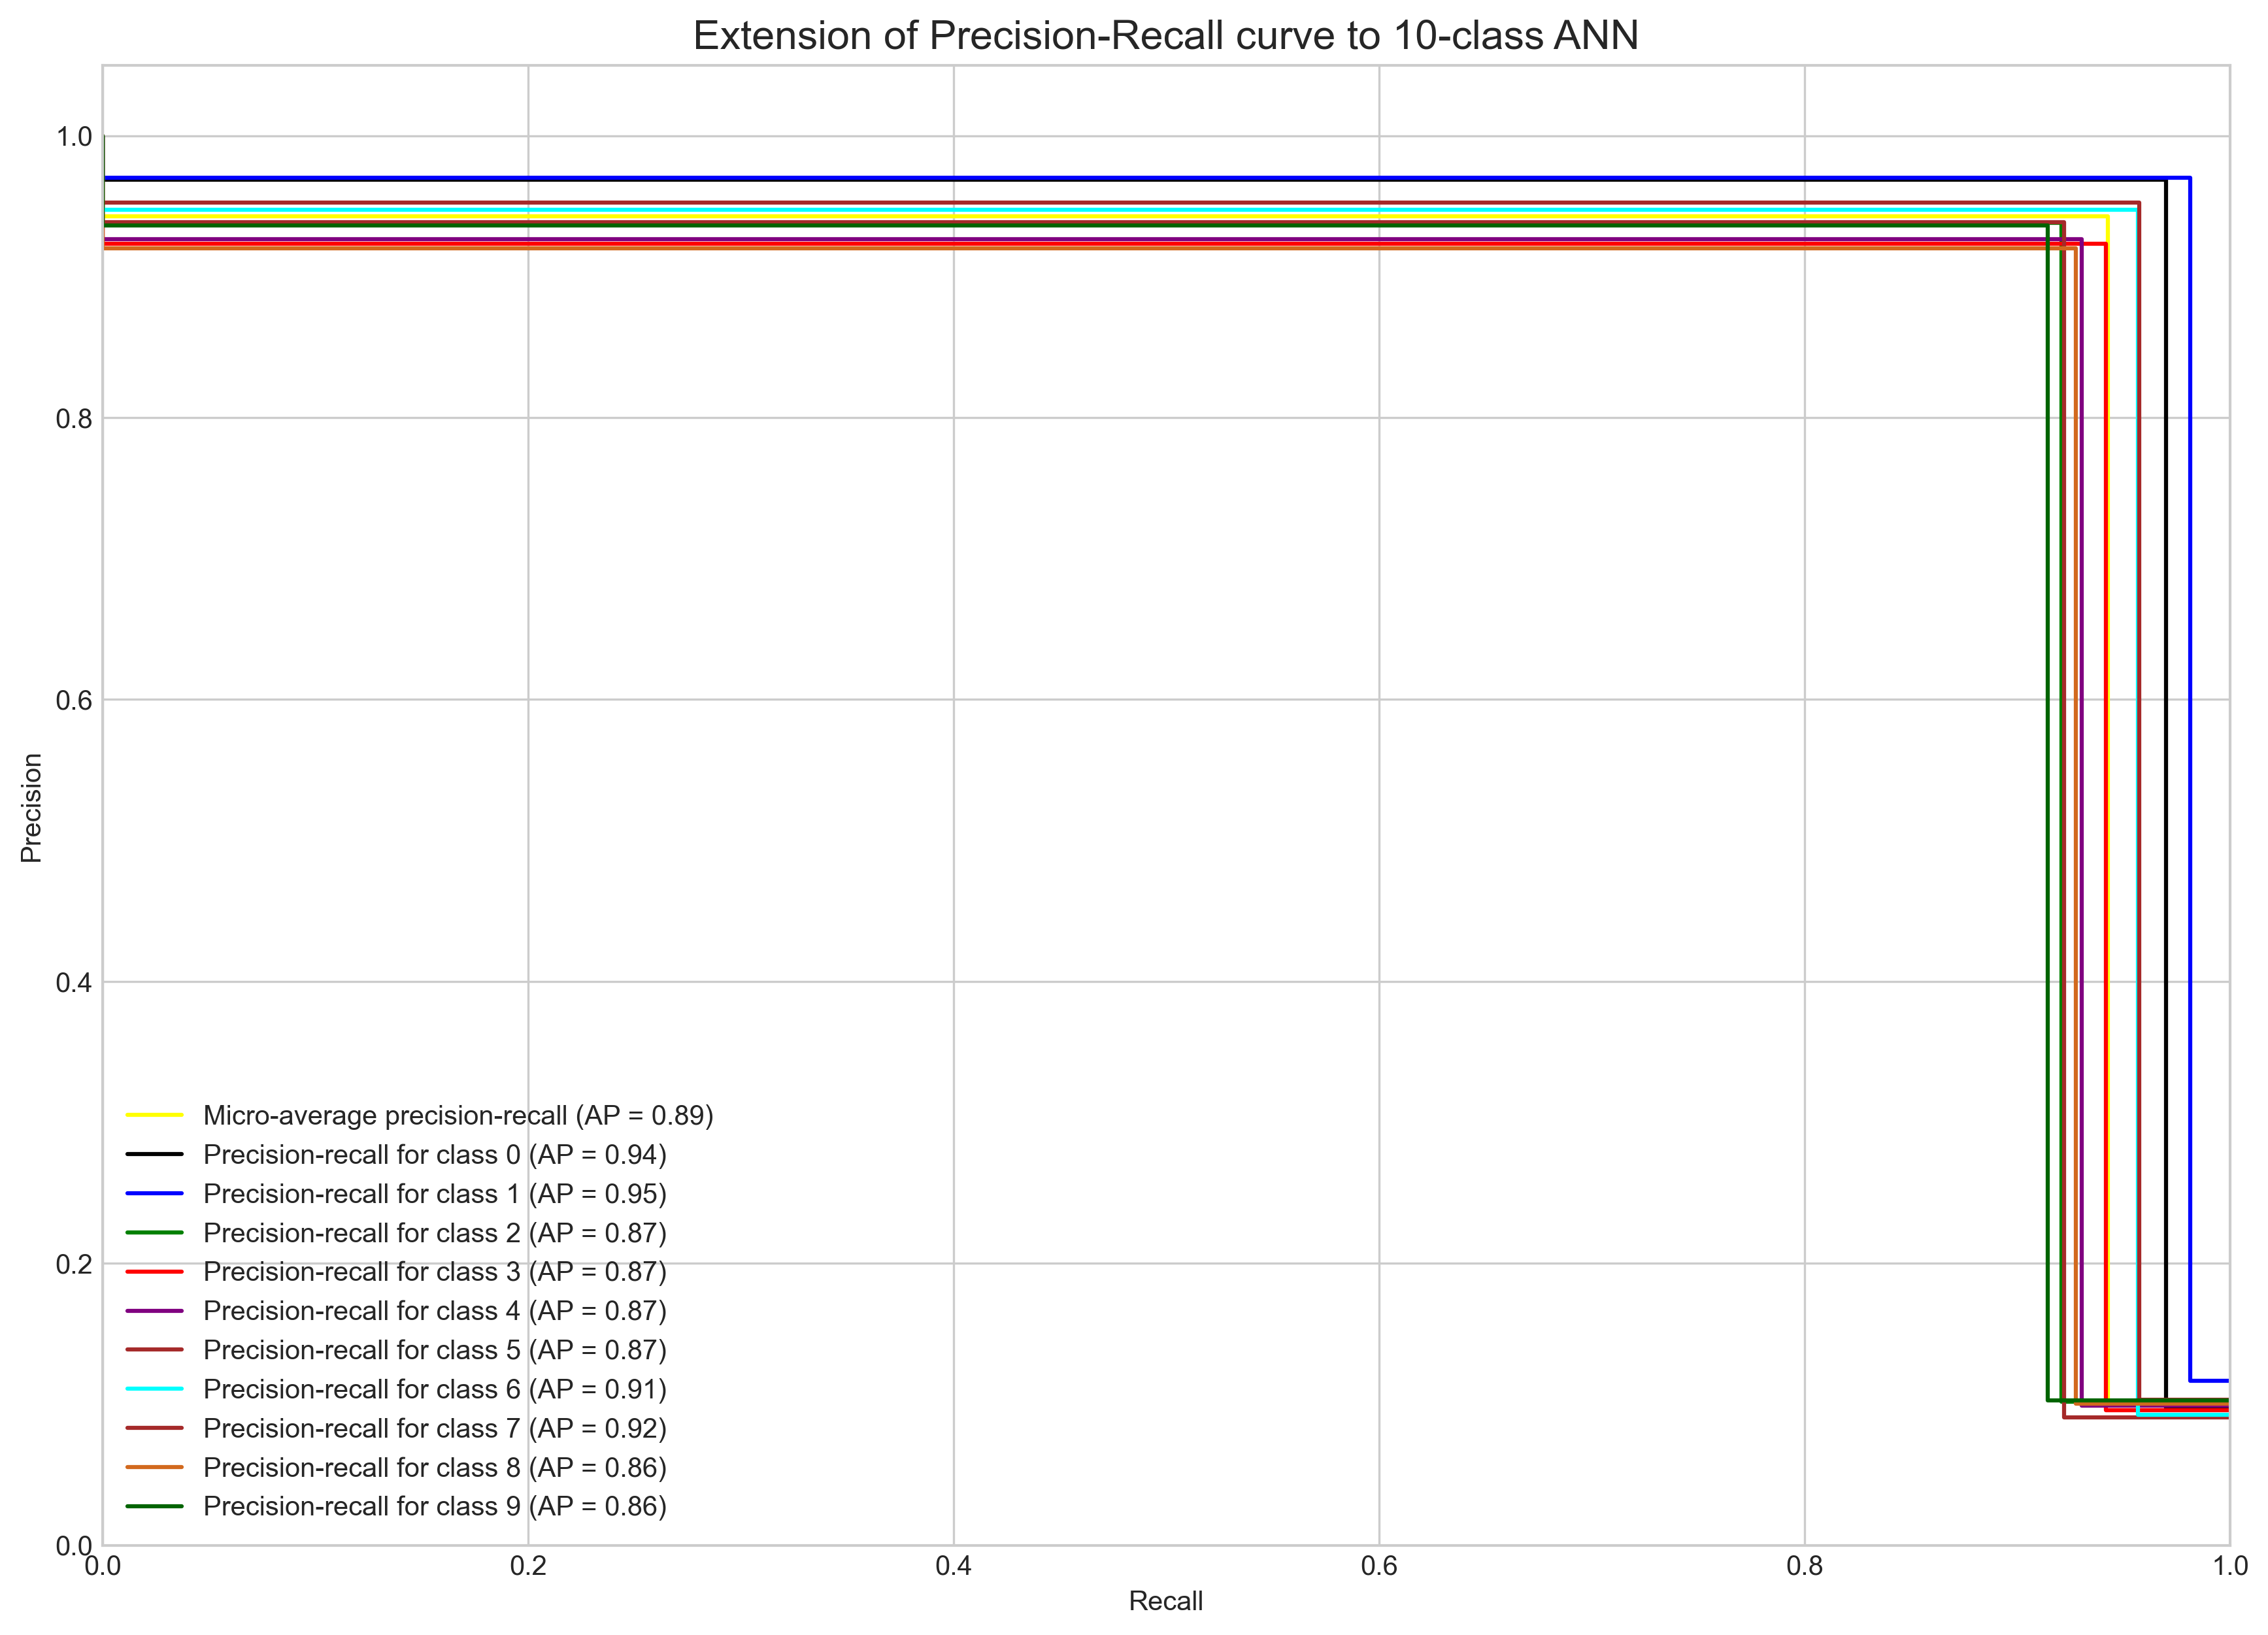 Extension of Precision-Recall curve to 10-class ANN
1.0
0.8
0.6
0.4
0.2
0.0
Precision
Micro-average precision-recall (AP = 0.89)
Precision-recall for class 0 (AP = 0.94)
Precision-recall for class 1 (AP = 0.95)
Precision-recall for class 2 (AP = 0.87)
Precision-recall for class 3 (AP = 0.87)
Precision-recall for class 4 (AP = 0.87)
Precision-recall for class 5 (AP = 0.87)
Precision-recall for class 6 (AP = 0.91)
Precision-recall for class 7 (AP = 0.92)
Precision-recall for class 8 (AP = 0.86)
Precision-recall for class 9 (AP = 0.86)
0.0 0.2 0.4 0.6 0.8 1.0
Recall